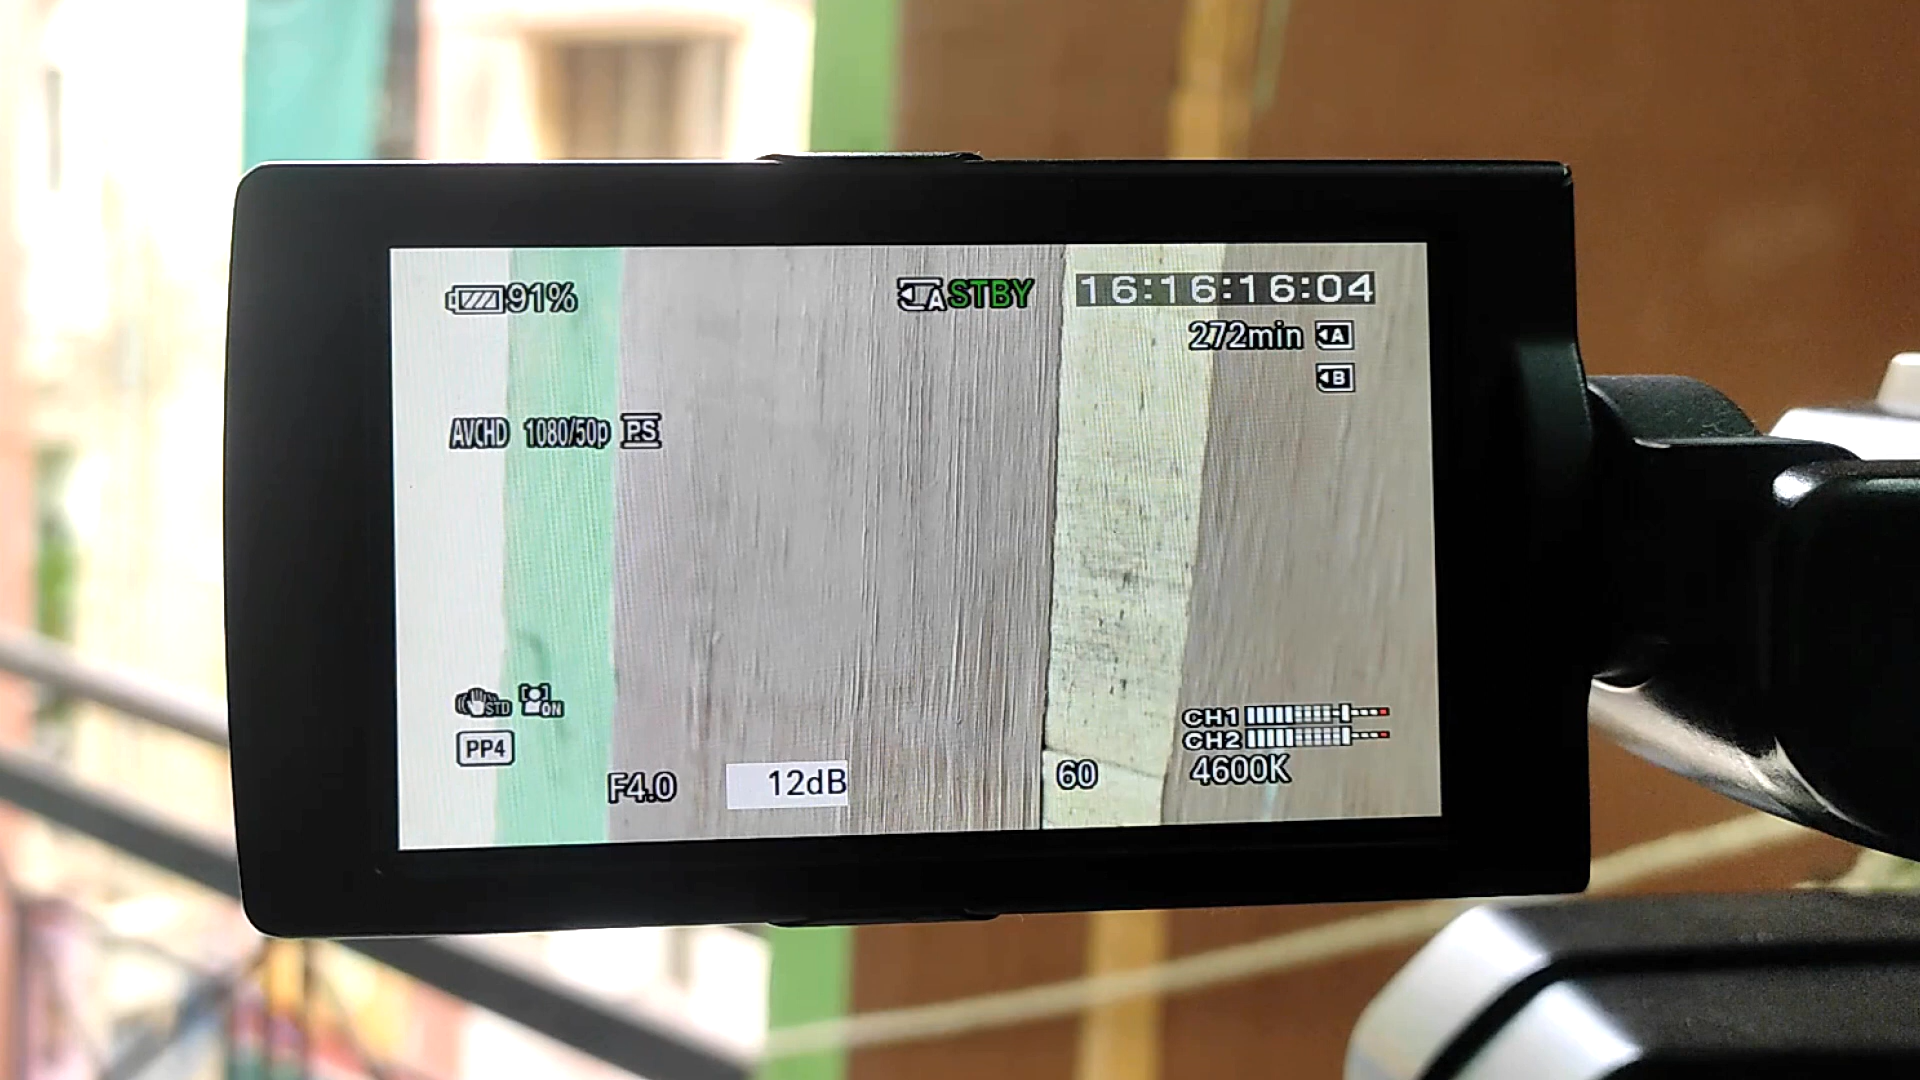 91%
A STBY
16:16:16:04
272min A
B
AVCHD 1080/50p PS
STD ON
PP4
CH1
CH2
F4.0 12dB 60 4600K